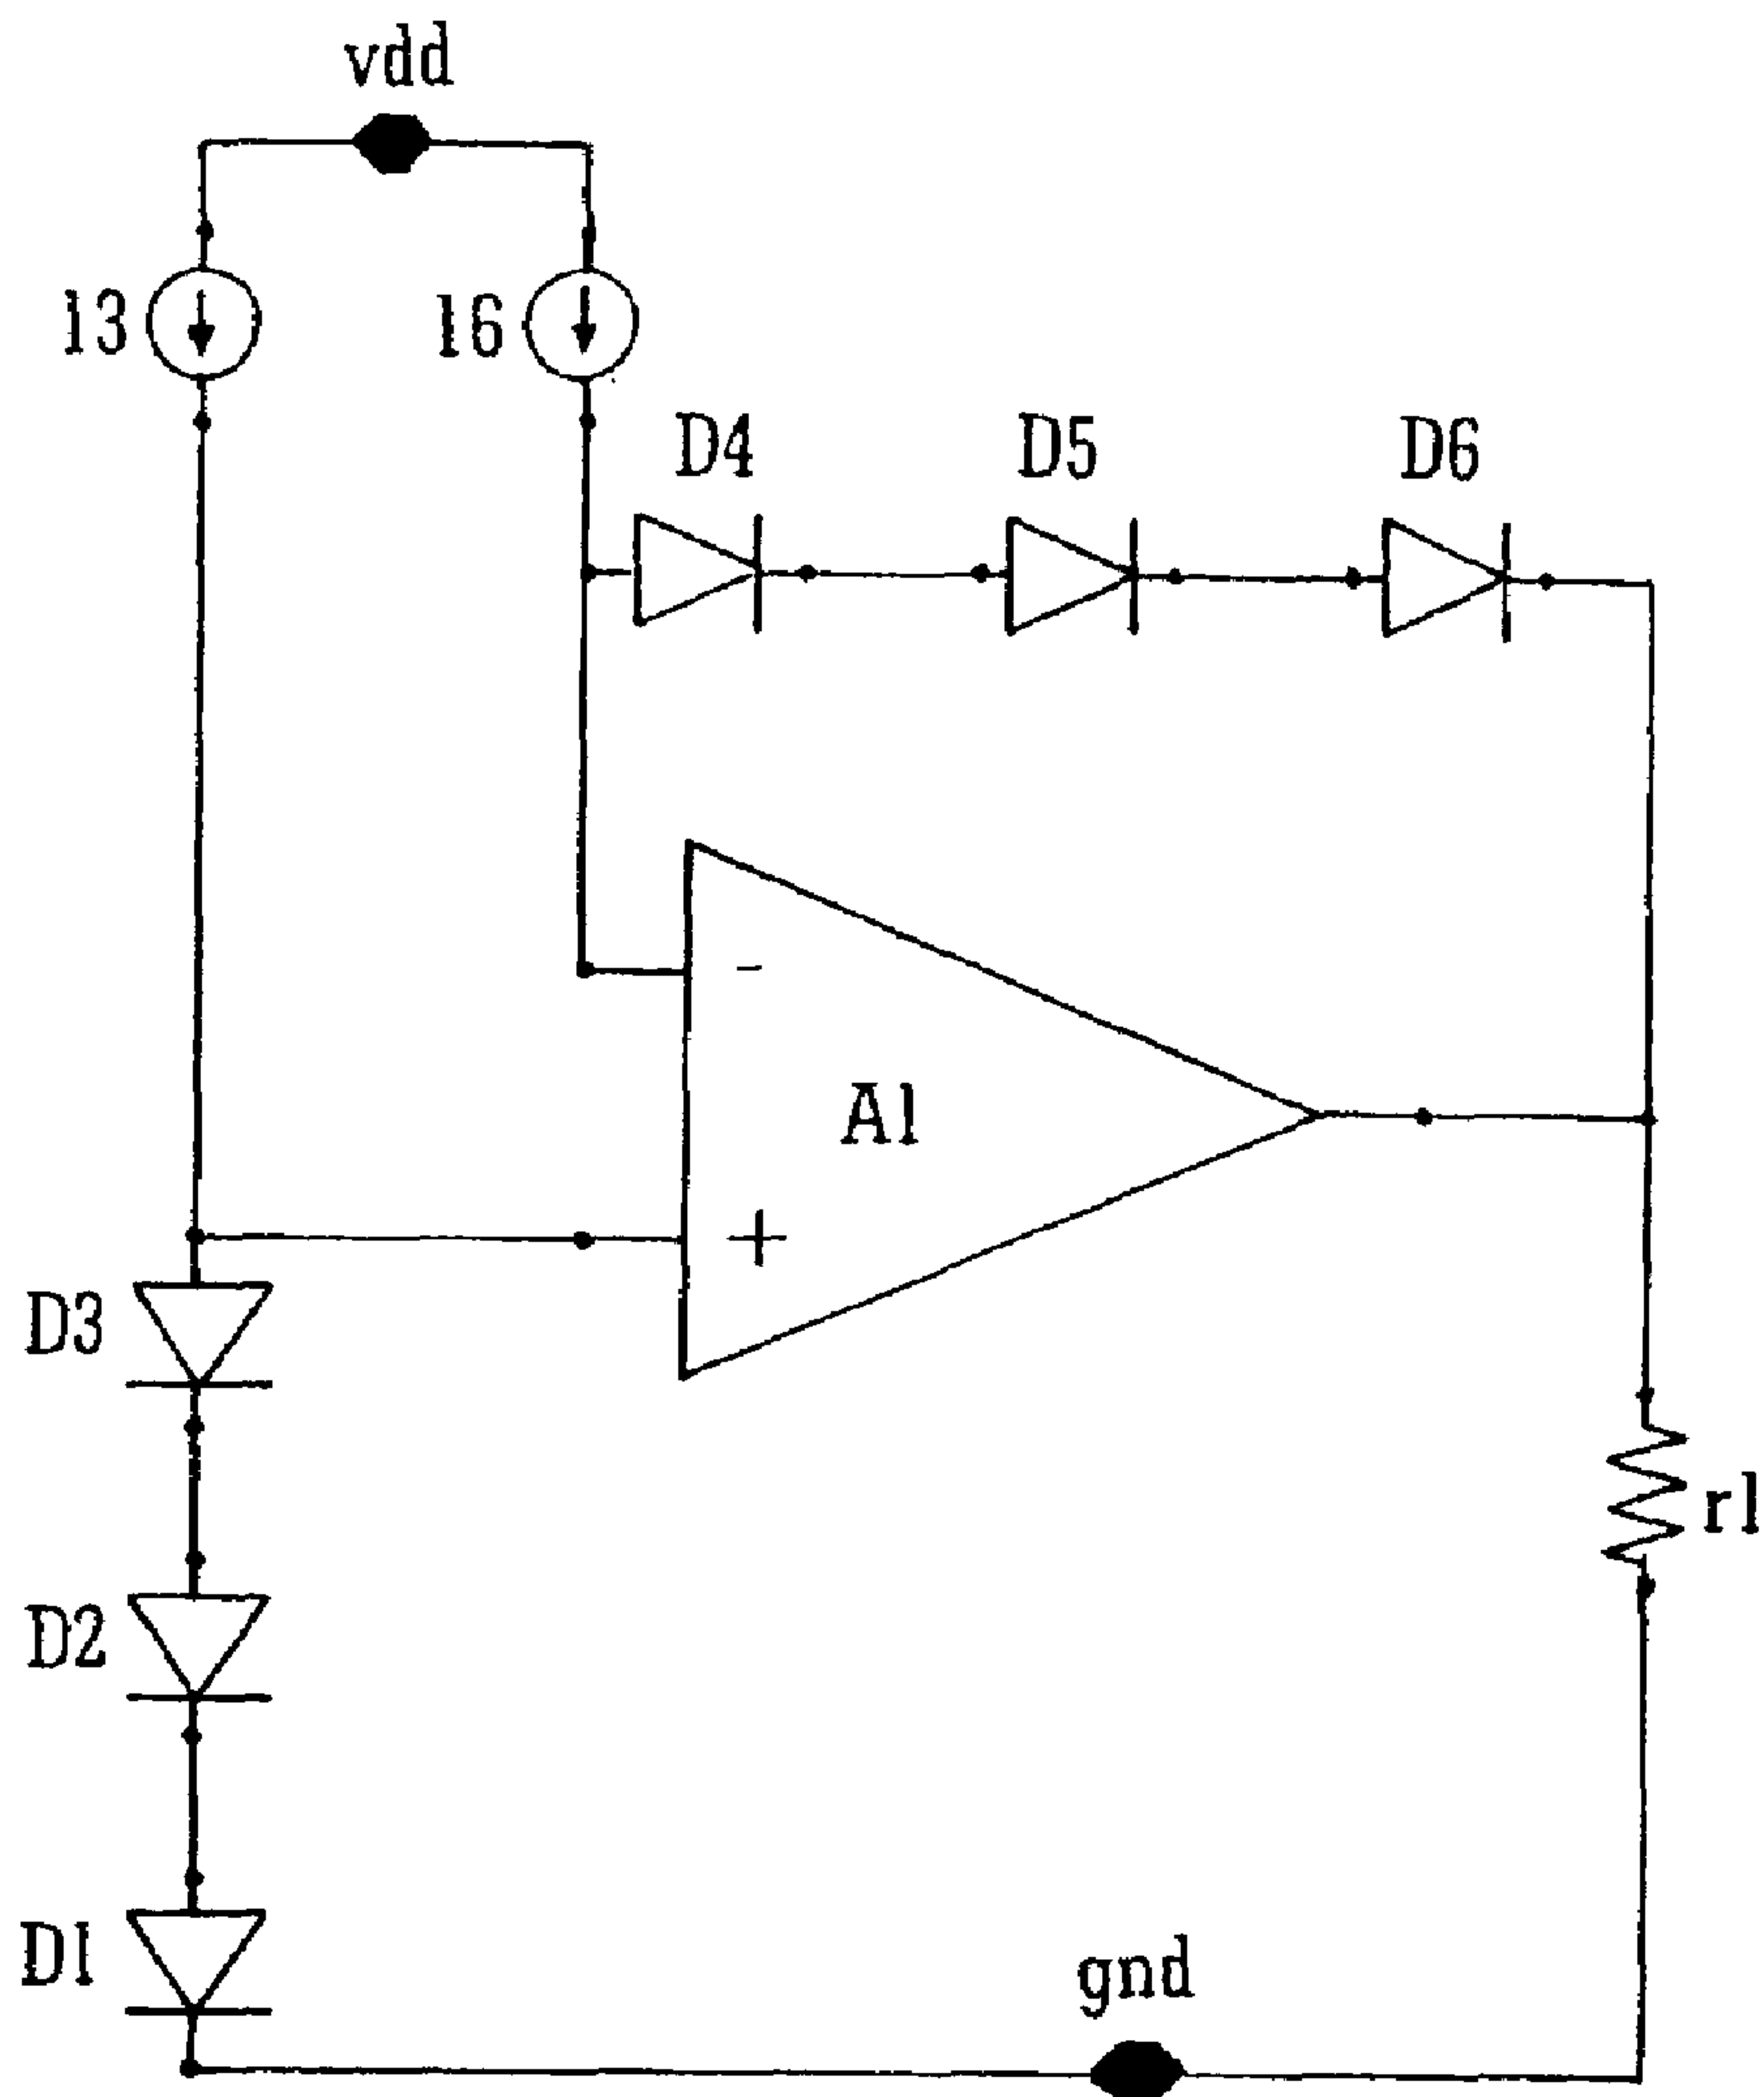 vdd
i3
i6
D4
D5
D6
-
A1
+
D3
r1
D2
D1
gnd